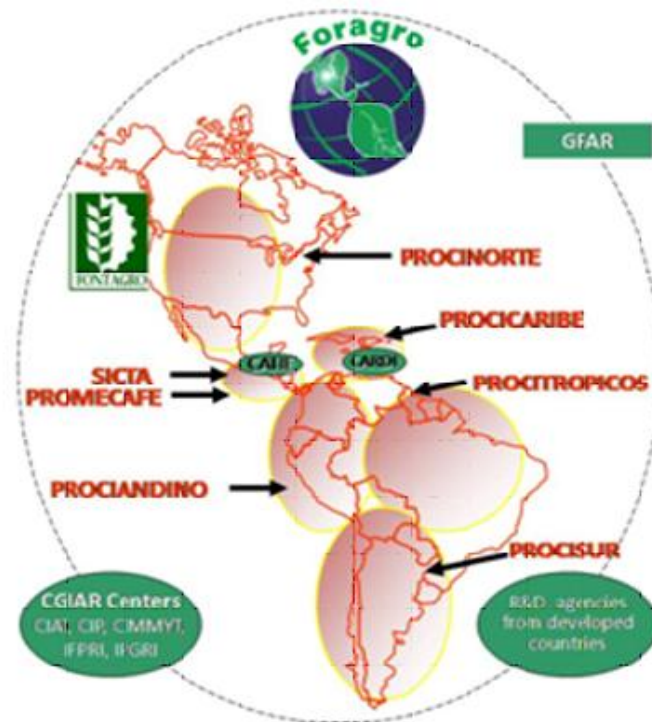 Foragro
GFAR
FONTAGRO
PROCINORTE
PROCICARIBE
CATIE
CARDI
SICTA
PROMECAFE
PROCITROPICOS
PROCIANDINO
PROCISUR
CGIAR Centers
CIAT, CIP, CIMMYT,
IFPRI, IPGRI
R&D agencies
from developed
countries